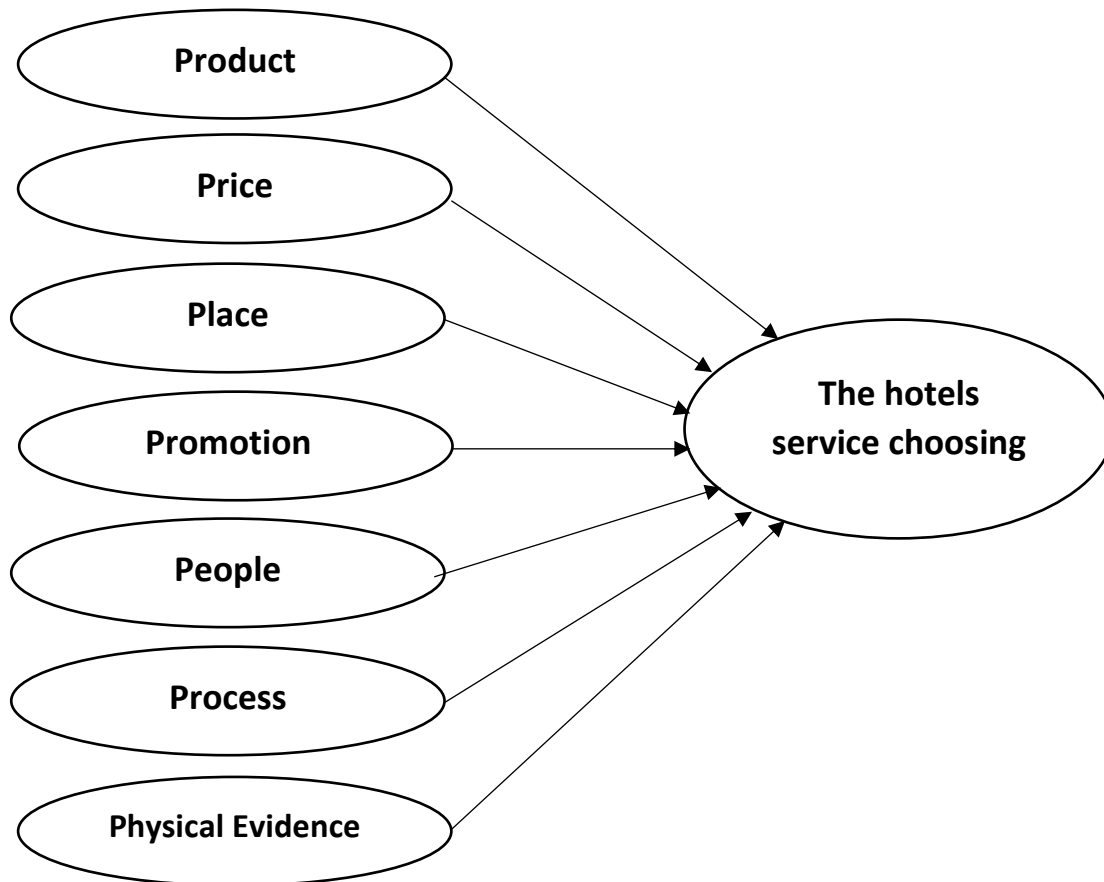 Product
Price
Place
Promotion
People
Process
Physical Evidence
The hotels
service choosing